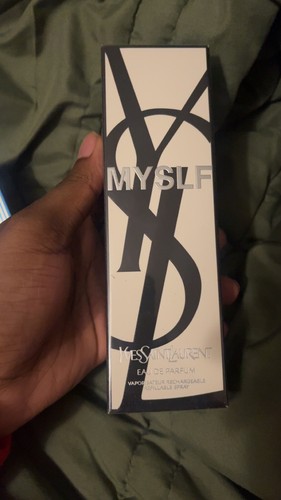 YSL
MYSLF
YVES SAINT LAURENT
EAU DE PARFUM
VAPORISATEUR RECHARGEABLE
REFILLABLE SPRAY